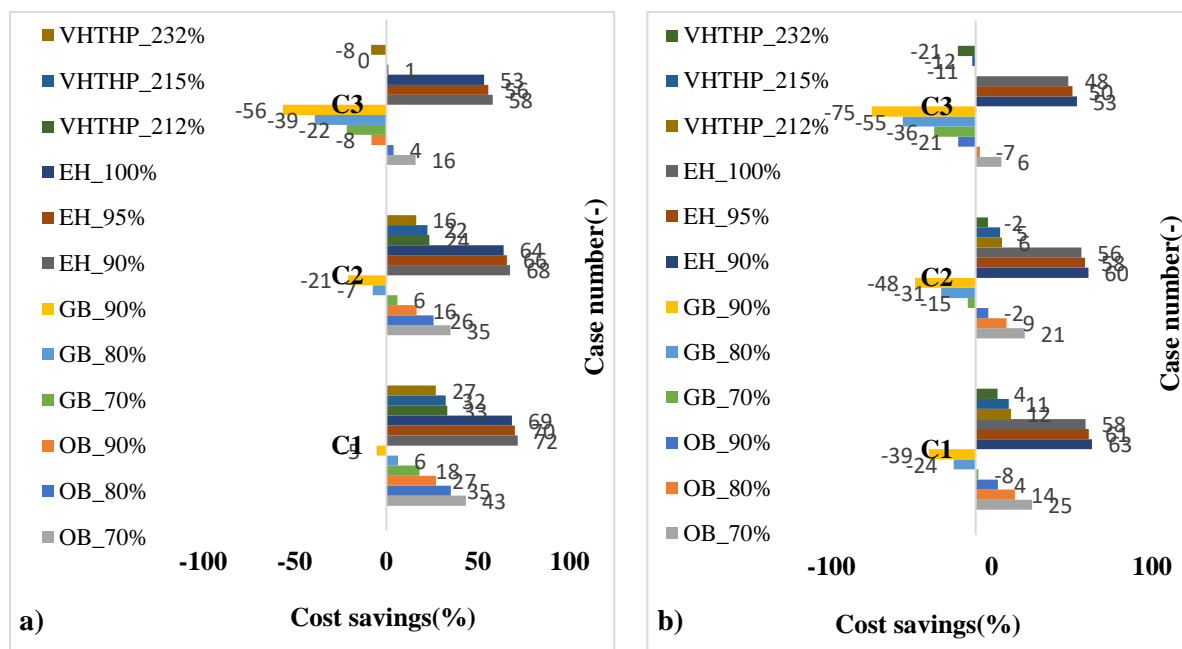 VHTHP_232%
VHTHP_215%
VHTHP_212%
EH_100%
EH_95%
EH_90%
GB_90%
GB_80%
GB_70%
OB_90%
OB_80%
OB_70%
-8
0
1
53
56
58
C3
-56
-39
-22
-8
4
16
16
22
24
64
66
68
C2
-21
-7
6
16
26
35
27
32
33
69
70
72
C1
-5
6
18
27
35
43
Case number(-)
-100
-50
0
50
100
Cost savings(%)
a)
VHTHP_232%
VHTHP_215%
VHTHP_212%
EH_100%
EH_95%
EH_90%
GB_90%
GB_80%
GB_70%
OB_90%
OB_80%
OB_70%
-21
-12
-11
48
50
53
C3
-75
-55
-36
-21
-7
6
-2
5
6
56
58
60
C2
-48
-31
-15
-2
9
21
4
11
12
58
61
63
C1
-39
-24
-8
4
14
25
Case number(-)
-100
0
100
Cost savings(%)
b)